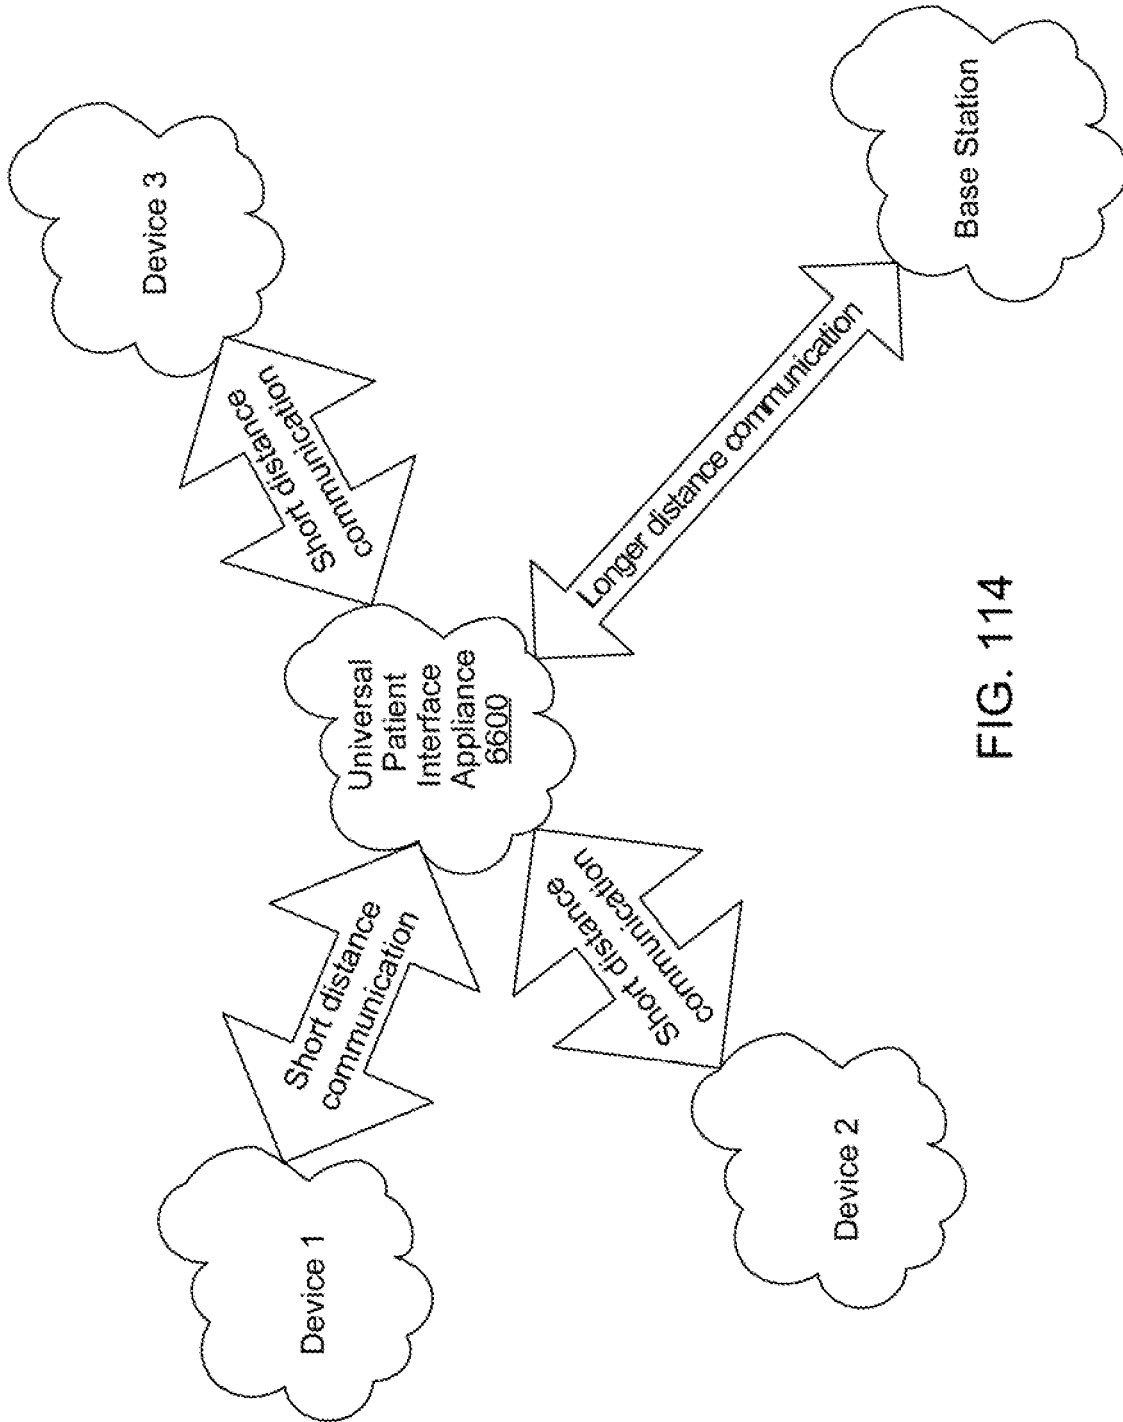 Device 1
Short distance
communication
Universal
Patient
Interface
Appliance
6600
Short distance
communication
Device 3
Device 2
Short distance
communication
Longer distance communication
Base Station
FIG. 114